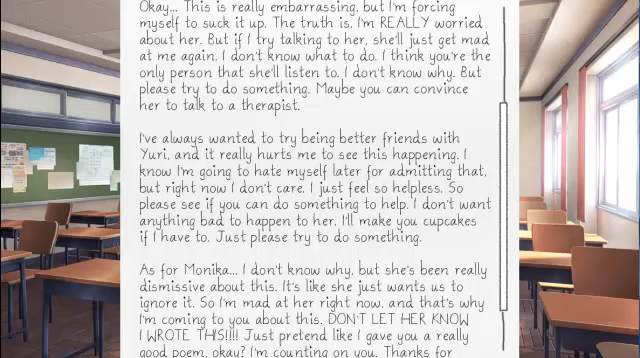 Okay... This is really embarrassing, but I'm forcing
myself to suck it up. The truth is, I'm REALLY worried
about her. But if I try talking to her, she'll just get mad
at me again. I don't know what to do. I think you're the
only person that she'll listen to. I don't know why. But
please try to do something. Maybe you can convince
her to talk to a therapist.
I've always wanted to try being better friends with
Yuri, and it really hurts me to see this happening. I
know I'm going to hate myself later for admitting that,
but right now I don't care. I just feel so helpless. So
please see if you can do something to help. I don't want
anything bad to happen to her. I'll make you cupcakes
if I have to. Just please try to do something.
As for Monika... I don't know why, but she's been really
dismissive about this. It's like she just wants us to
ignore it. So I'm mad at her right now, and that's why
I'm coming to you about this. DON'T LET HER KNOW
I WROTE THIS!!!! Just pretend like I gave you a really
good poem, okay? I'm counting on you. Thanks for